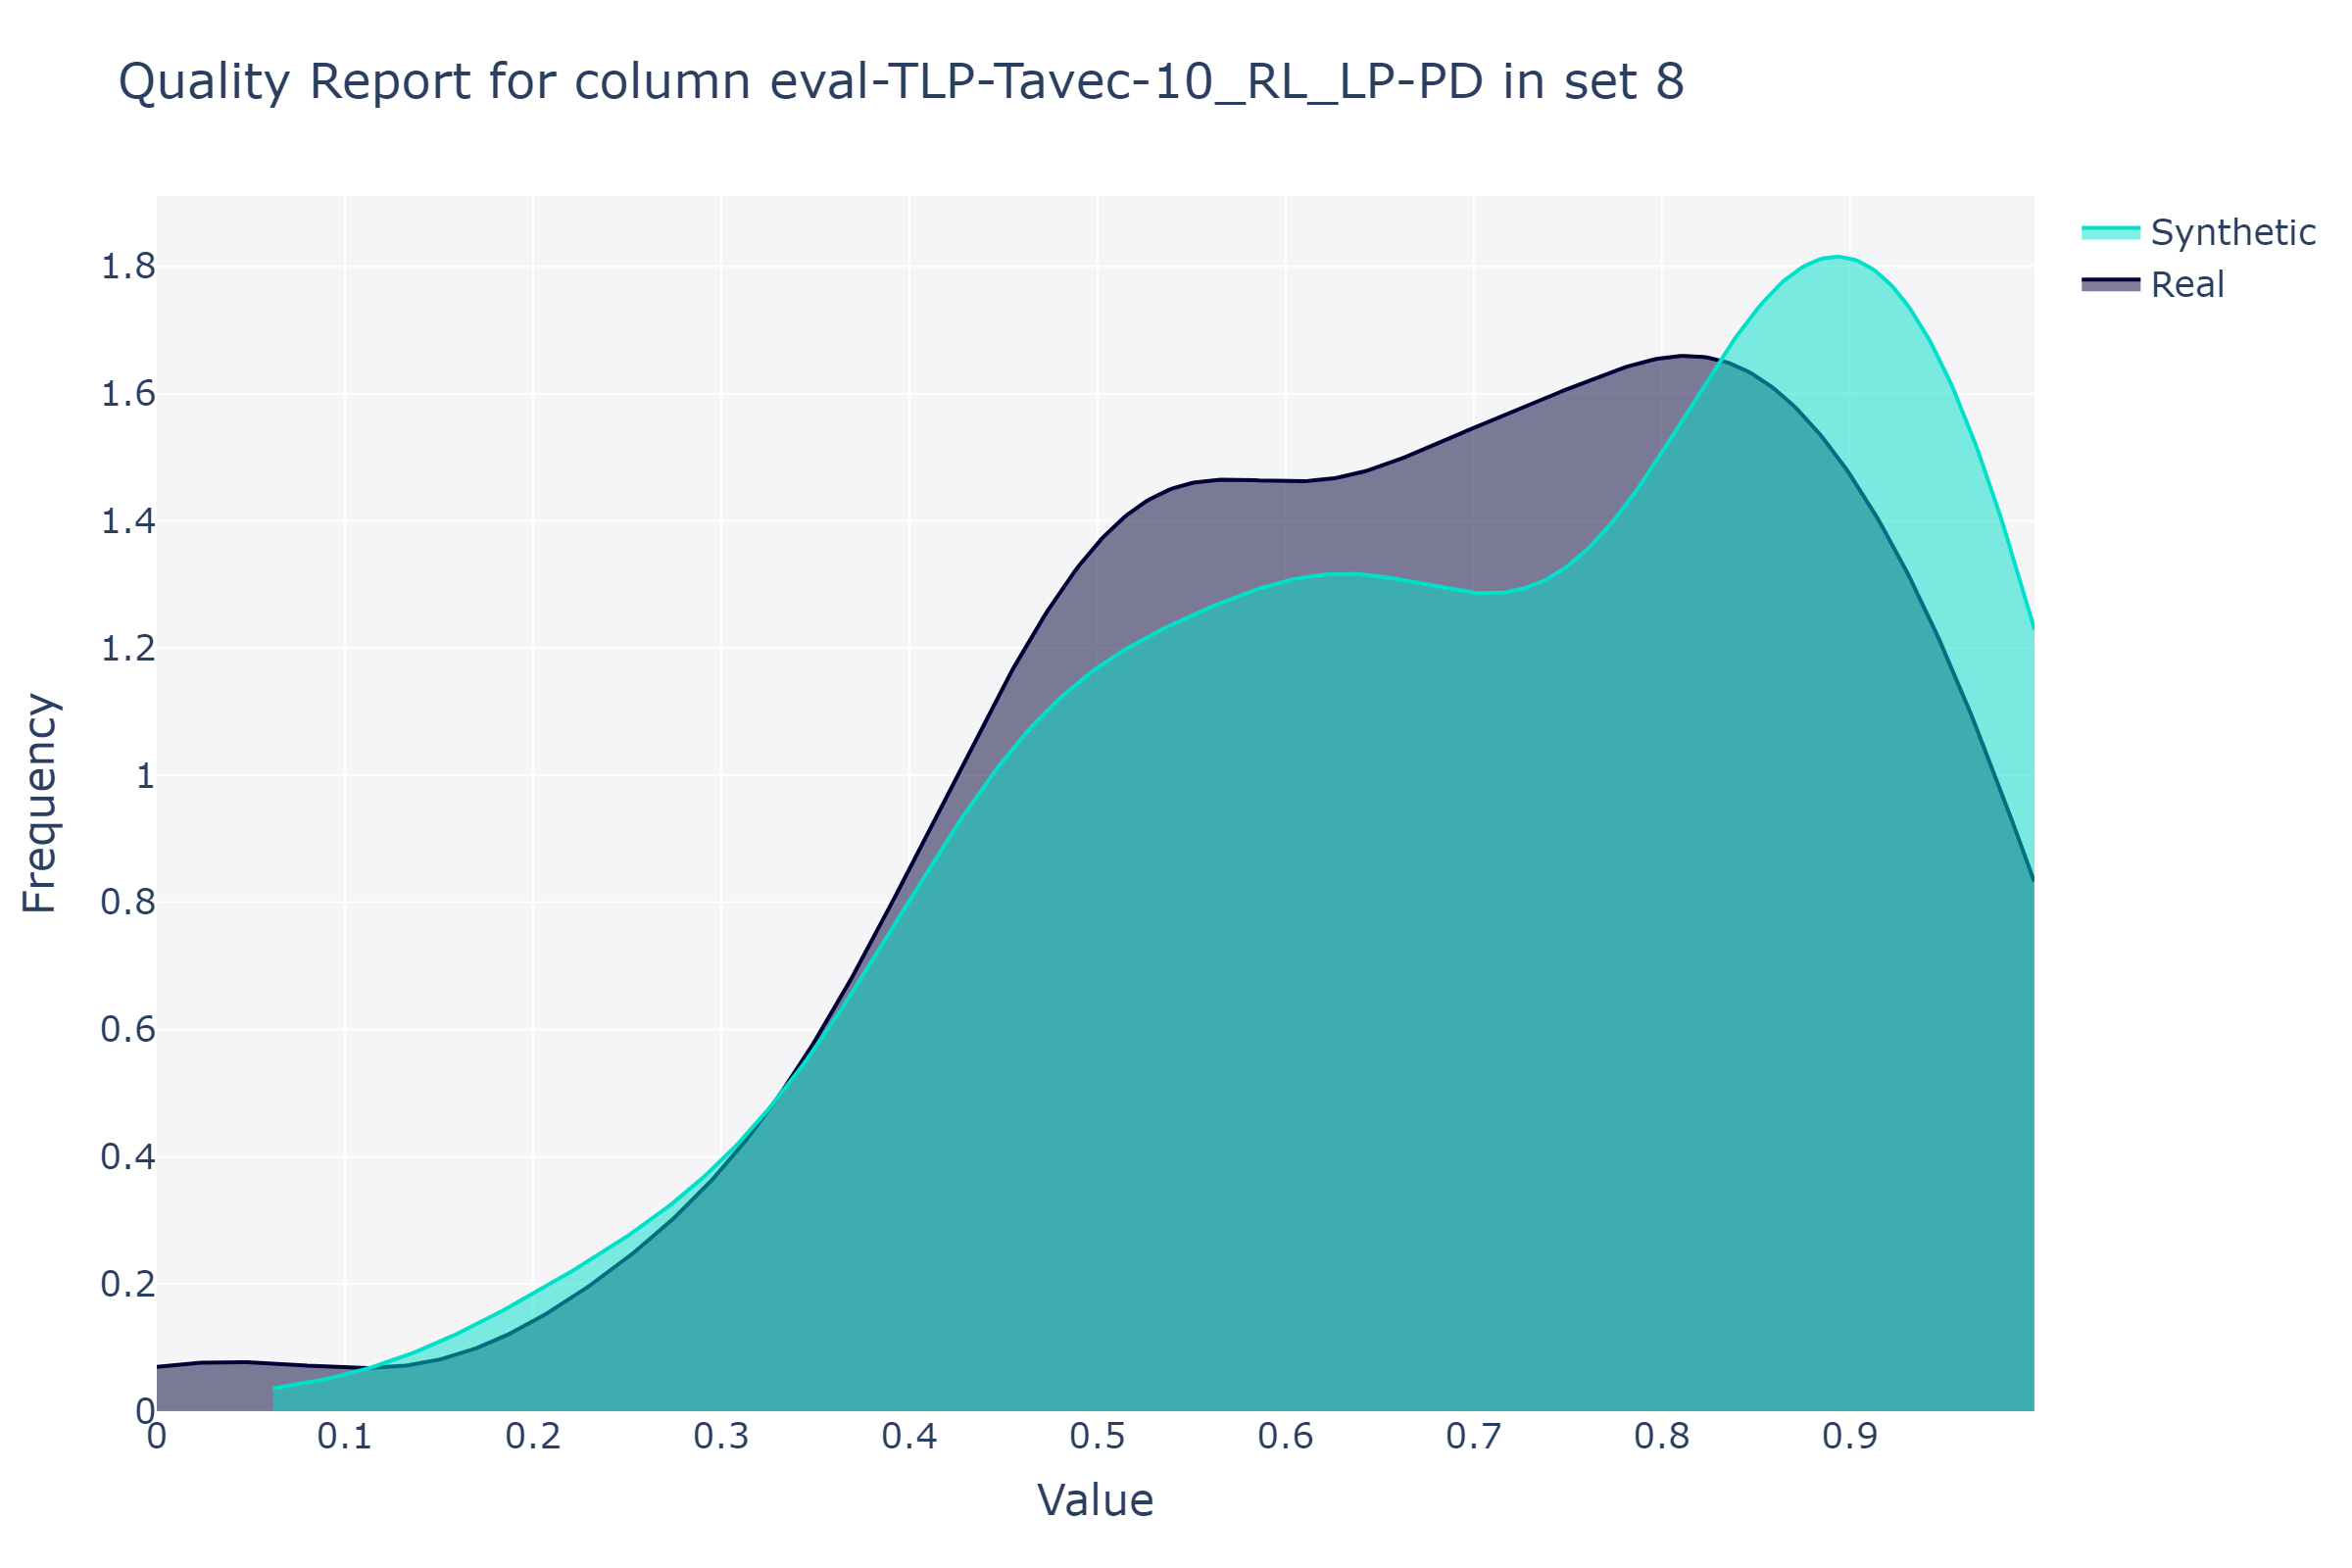 Quality Report for column eval-TLP-Tavec-10_RL_LP-PD in set 8
Synthetic
Real
Frequency
1.8
1.6
1.4
1.2
1
0.8
0.6
0.4
0.2
0
0 0.1 0.2 0.3 0.4 0.5 0.6 0.7 0.8 0.9
Value